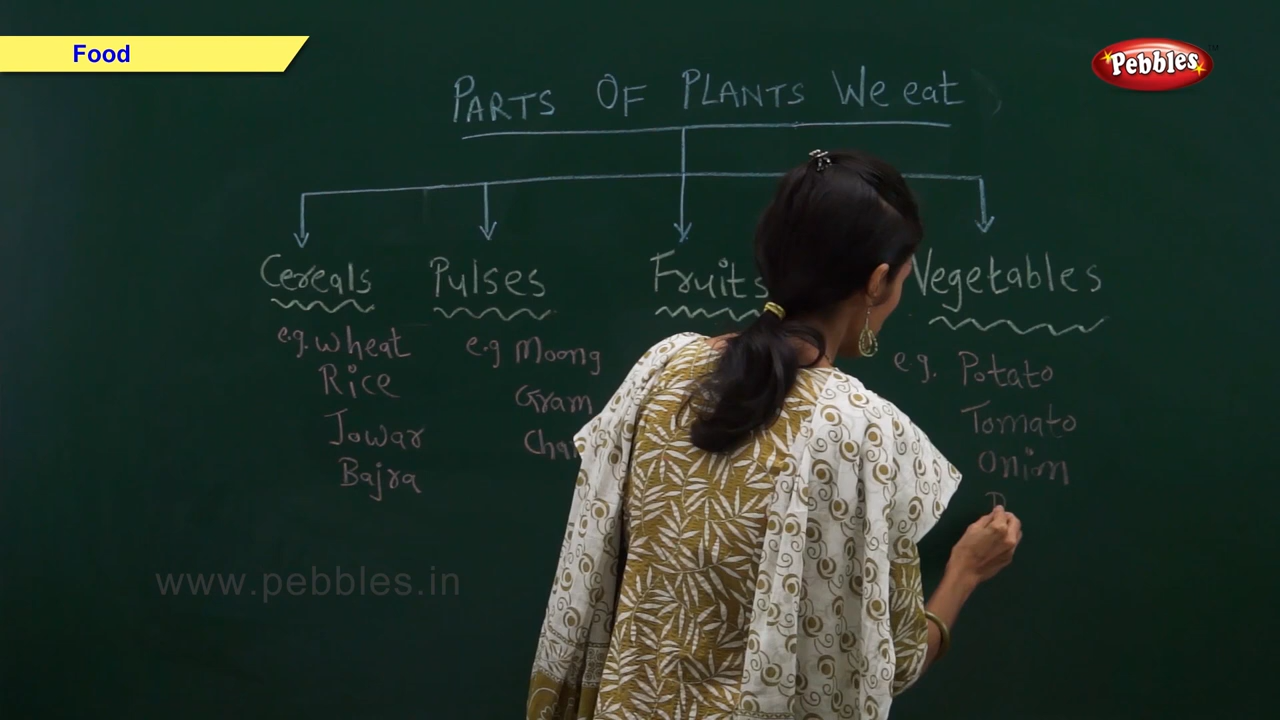 Food
Pebbles™
PARTS OF PLANTS We eat
Cereals
e.g. wheat
Rice
Jowar
Bajra
Pulses
e.g Moong
Gram
Fruits
Vegetables
e.g. Potato
Tomato
Onion
www.pebbles.in